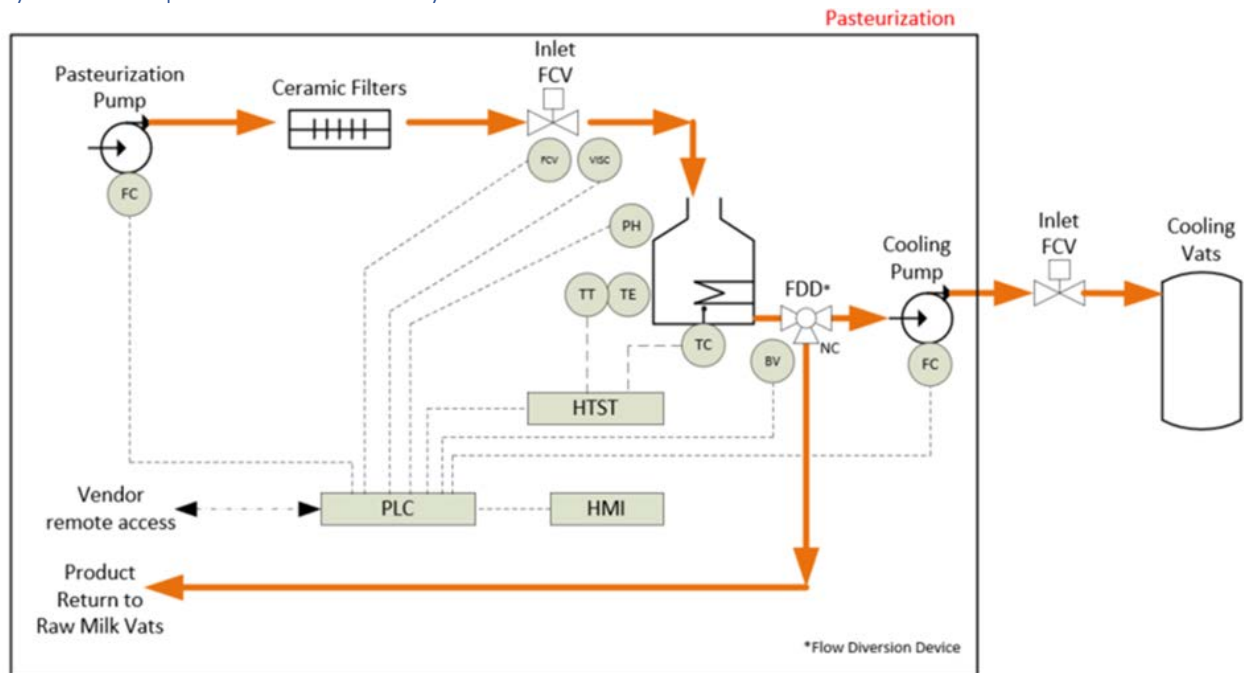 Pasteurization
Pasteurization
Pump
Ceramic Filters
Inlet
FCV
FCV
VISC
FC
PH
TT
TE
TC
FDD*
NC
BV
Cooling
Pump
FC
Inlet
FCV
Cooling
Vats
HTST
Vendor
remote access
PLC
HMI
Product
Return to
Raw Milk Vats
*Flow Diversion Device